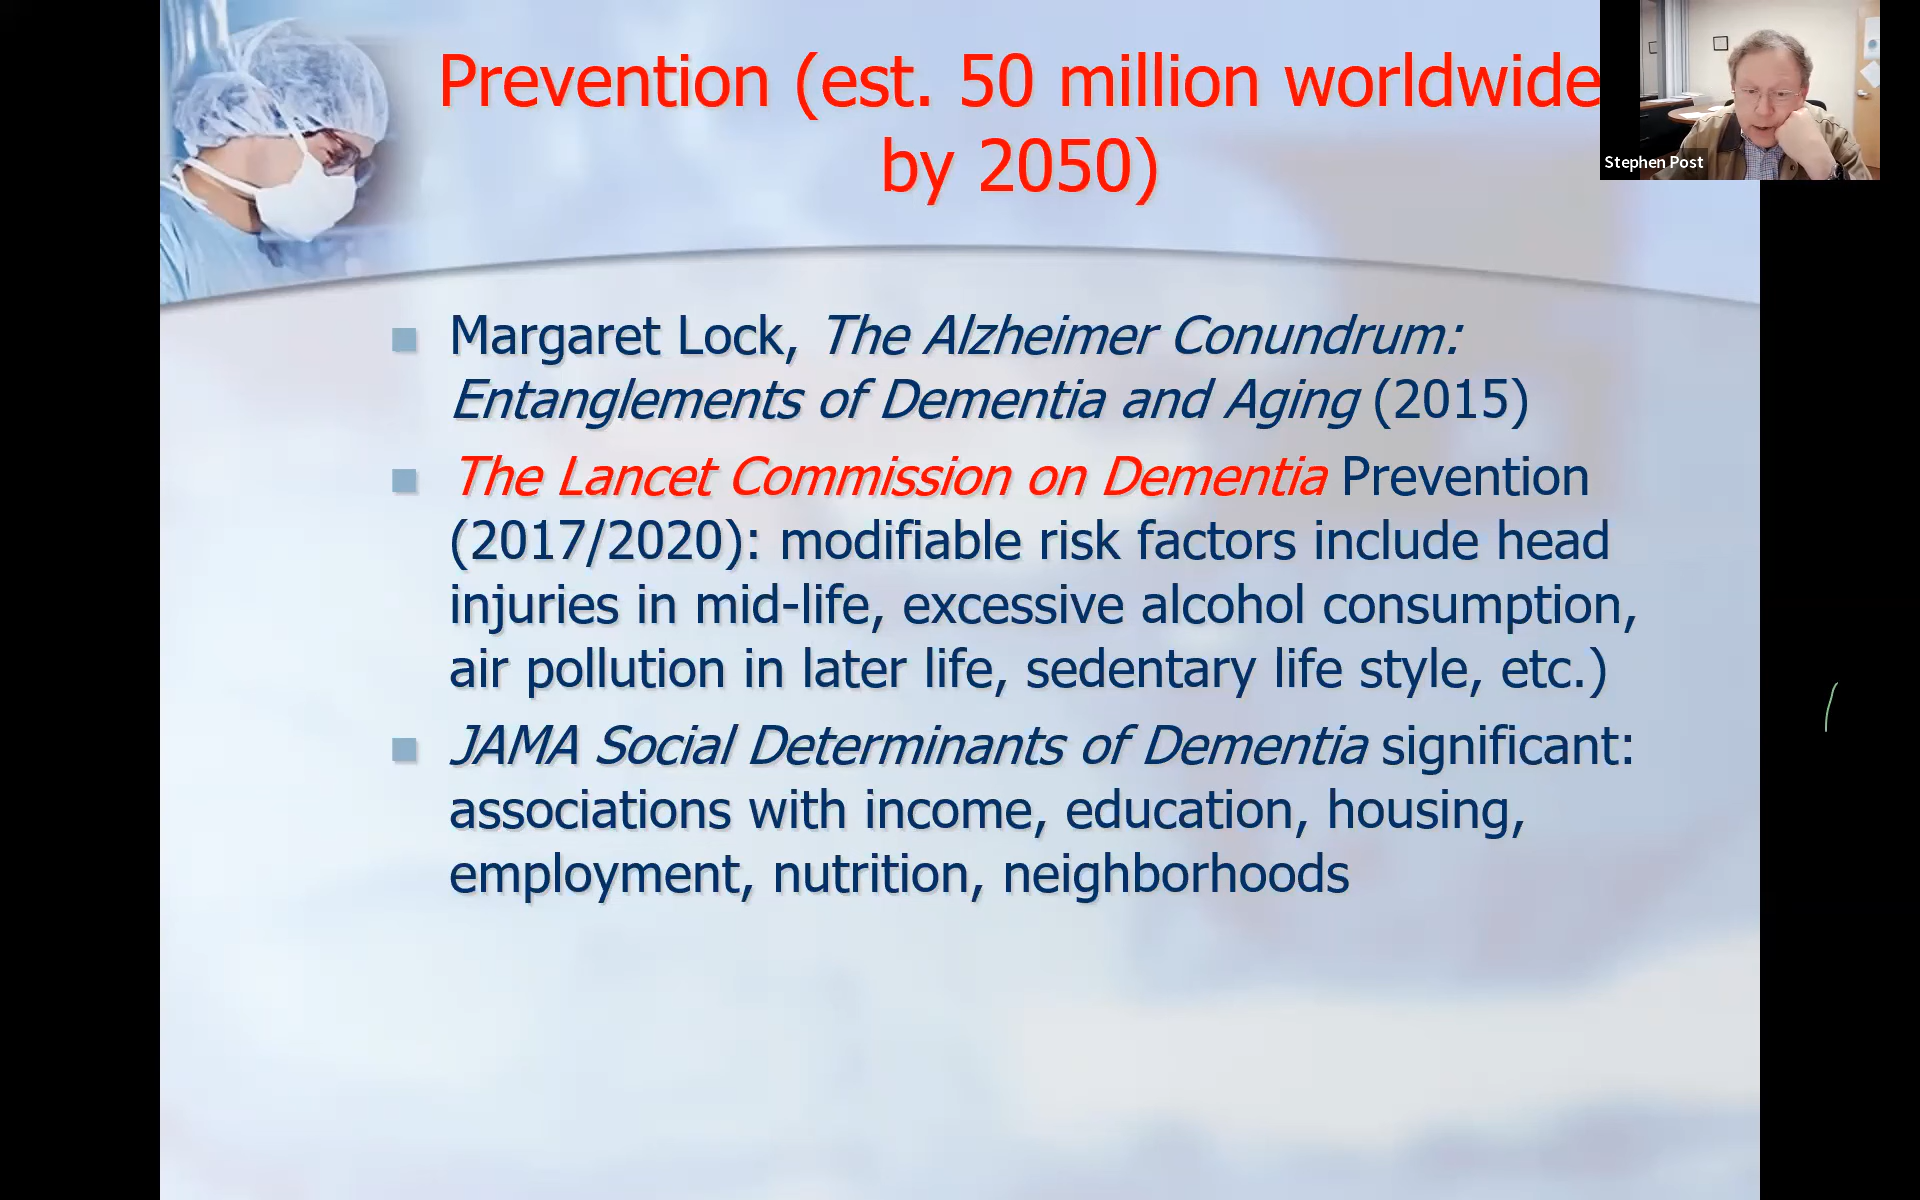 Prevention (est. 50 million worldwide
by 2050)
Stephen Post
Margaret Lock, The Alzheimer Conundrum:
Entanglements of Dementia and Aging (2015)
The Lancet Commission on Dementia Prevention
(2017/2020): modifiable risk factors include head
injuries in mid-life, excessive alcohol consumption,
air pollution in later life, sedentary life style, etc.)
JAMA Social Determinants of Dementia significant:
associations with income, education, housing,
employment, nutrition, neighborhoods